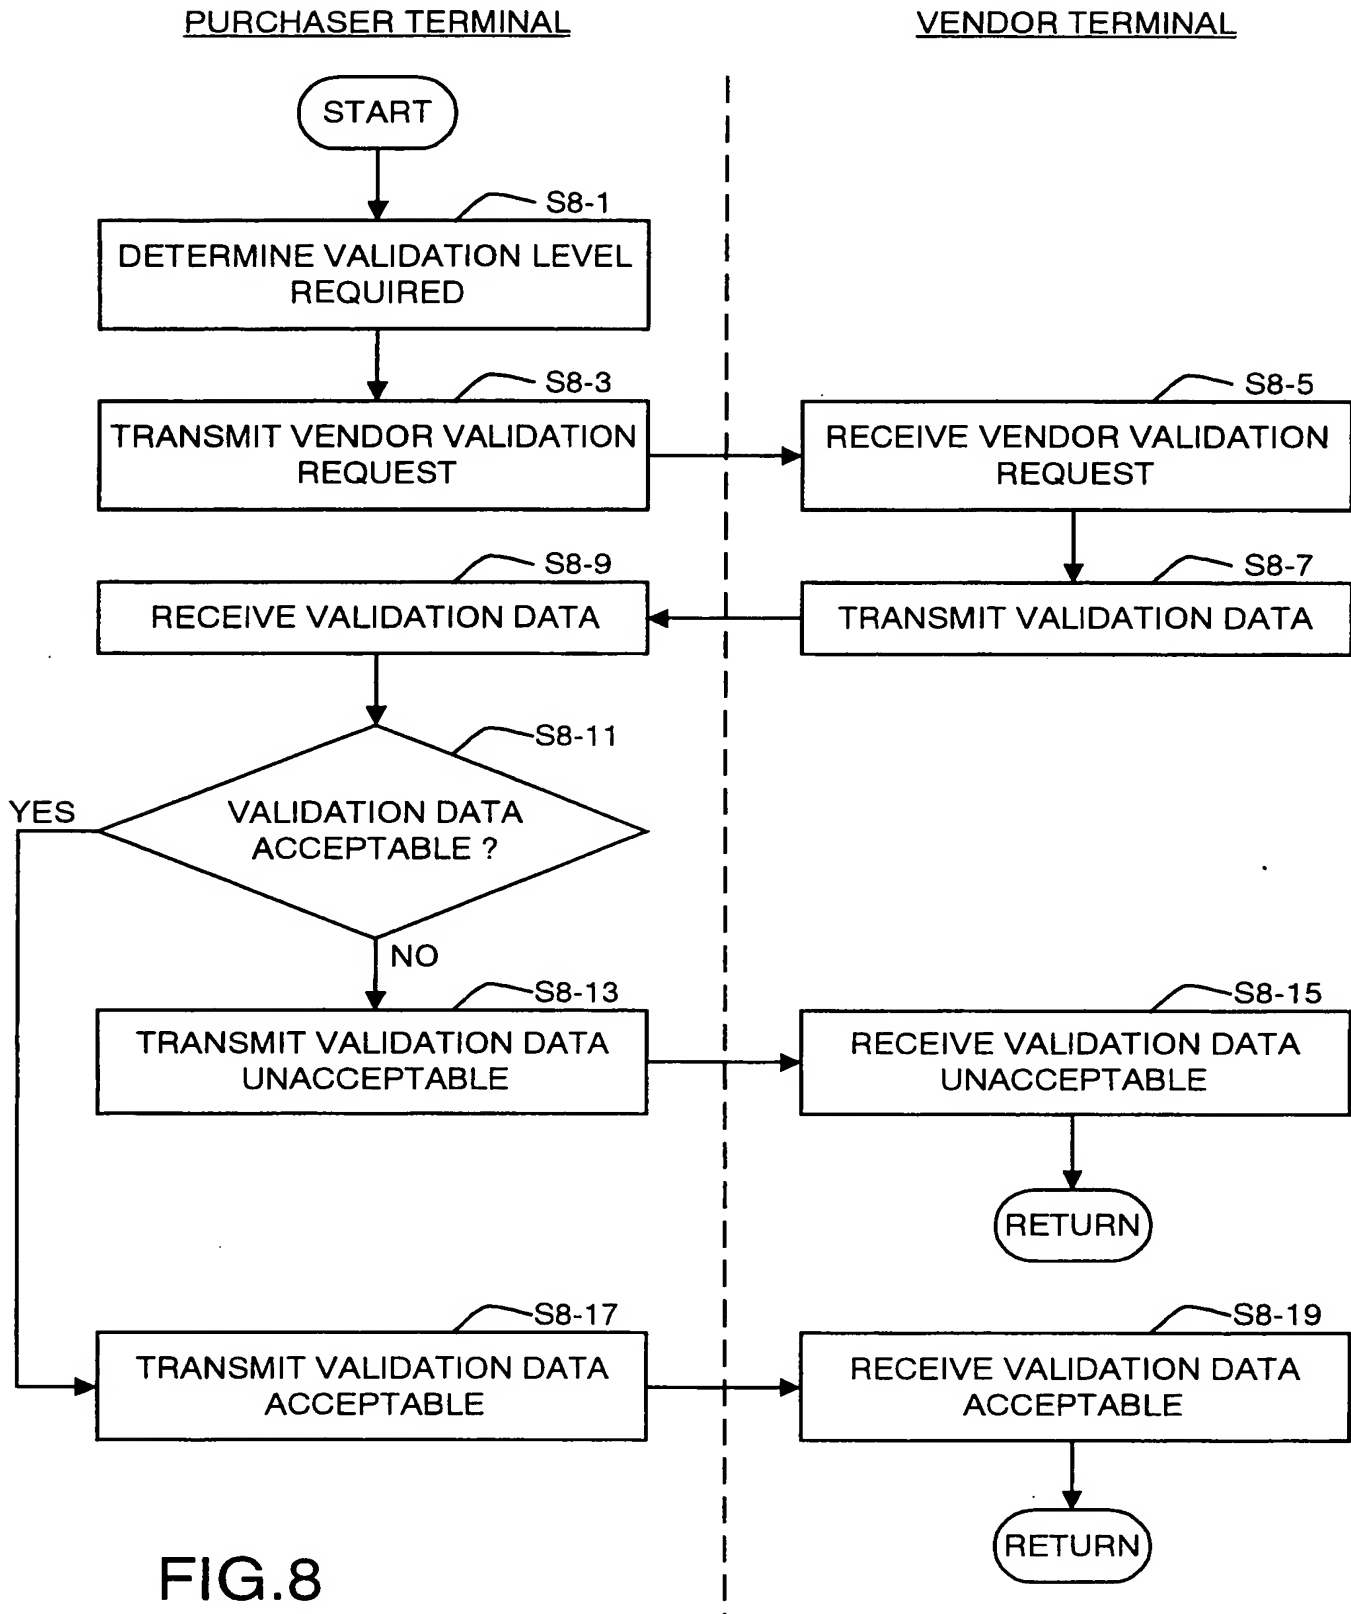 PURCHASER TERMINAL
VENDOR TERMINAL
START
S8-1
DETERMINE VALIDATION LEVEL
REQUIRED
S8-3
TRANSMIT VENDOR VALIDATION
REQUEST
S8-5
RECEIVE VENDOR VALIDATION
REQUEST
S8-9
RECEIVE VALIDATION DATA
S8-7
TRANSMIT VALIDATION DATA
S8-11
YES
VALIDATION DATA
ACCEPTABLE ?
NO
S8-13
TRANSMIT VALIDATION DATA
UNACCEPTABLE
S8-15
RECEIVE VALIDATION DATA
UNACCEPTABLE
RETURN
S8-17
TRANSMIT VALIDATION DATA
ACCEPTABLE
S8-19
RECEIVE VALIDATION DATA
ACCEPTABLE
RETURN
FIG.8